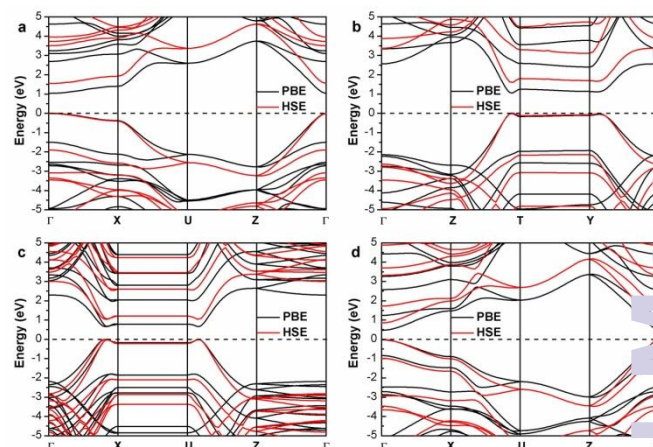 a
5
4
3
2
1
0
-1
-2
-3
-4
-5
Energy (eV)
PBE
HSE
Γ X U Z Γ
b
5
4
3
2
1
0
-1
-2
-3
-4
-5
Energy (eV)
PBE
HSE
Γ Z T Y Γ
c
5
4
3
2
1
0
-1
-2
-3
-4
-5
Energy (eV)
PBE
HSE
Γ X U Z Γ
d
5
4
3
2
1
0
-1
-2
-3
-4
-5
Energy (eV)
PBE
HSE
Γ X T Y Γ